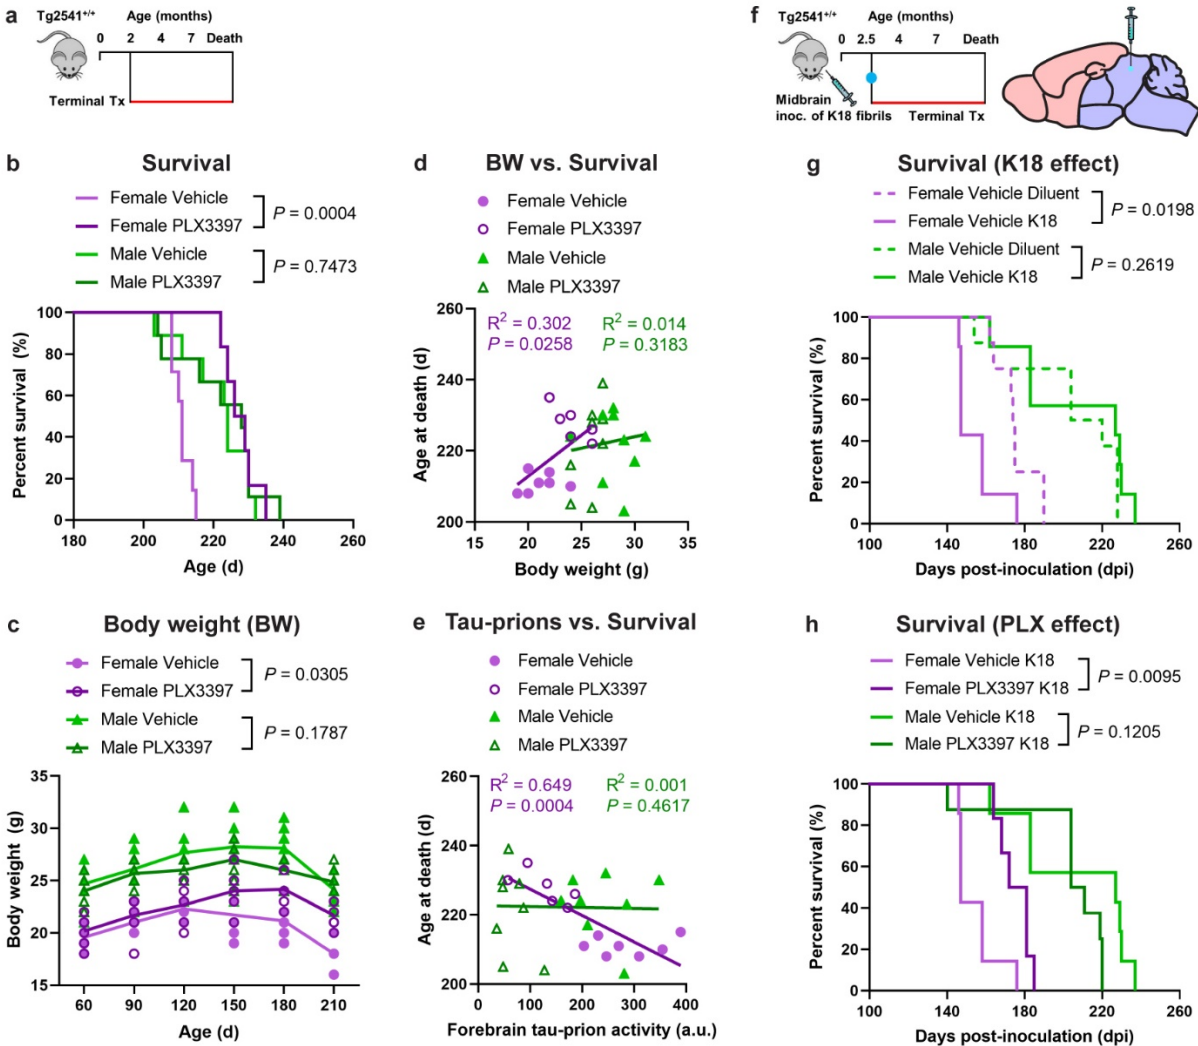 a
Tg2541+/+
Age (months)
0 2 4 7 Death
Terminal Tx
f
Tg2541+/+
Age (months)
0 2.5 4 7 Death
Midbrain
inoc. of K18 fibrils
Terminal Tx
b Survival
Female Vehicle
Female PLX3397
P = 0.0004
Male Vehicle
Male PLX3397
P = 0.7473
Percent survival (%)
100
80
60
40
20
0
180 200 220 240 260
Age (d)
d BW vs. Survival
Female Vehicle
Female PLX3397
Male Vehicle
Male PLX3397
R2 = 0.302
P = 0.0258
R2 = 0.014
P = 0.3183
Age at death (d)
260
240
220
200
15 20 25 30 35
Body weight (g)
g Survival (K18 effect)
Female Vehicle Diluent
Female Vehicle K18
P = 0.0198
Male Vehicle Diluent
Male Vehicle K18
P = 0.2619
Percent survival (%)
100
80
60
40
20
0
100 140 180 220 260
Days post-inoculation (dpi)
c Body weight (BW)
Female Vehicle
Female PLX3397
P = 0.0305
Male Vehicle
Male PLX3397
P = 0.1787
Body weight (g)
35
30
25
20
15
60 90 120 150 180 210
Age (d)
e Tau-prions vs. Survival
Female Vehicle
Female PLX3397
Male Vehicle
Male PLX3397
R2 = 0.649
P = 0.0004
R2 = 0.001
P = 0.4617
Age at death (d)
260
240
220
200
0 100 200 300 400
Forebrain tau-prion activity (a.u.)
h Survival (PLX effect)
Female Vehicle K18
Female PLX3397 K18
P = 0.0095
Male Vehicle K18
Male PLX3397 K18
P = 0.1205
Percent survival (%)
100
80
60
40
20
0
100 140 180 220 260
Days post-inoculation (dpi)